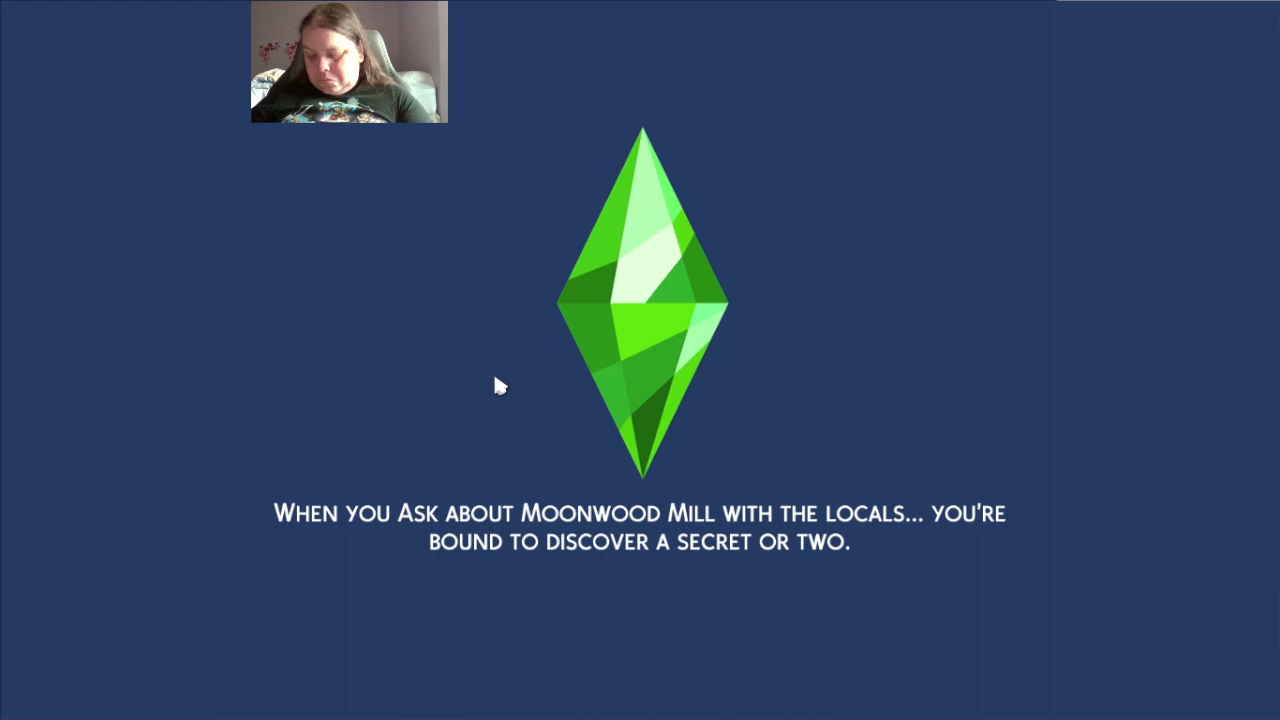 When you Ask about Moonwood Mill with the locals... you're
bound to discover a secret or two.